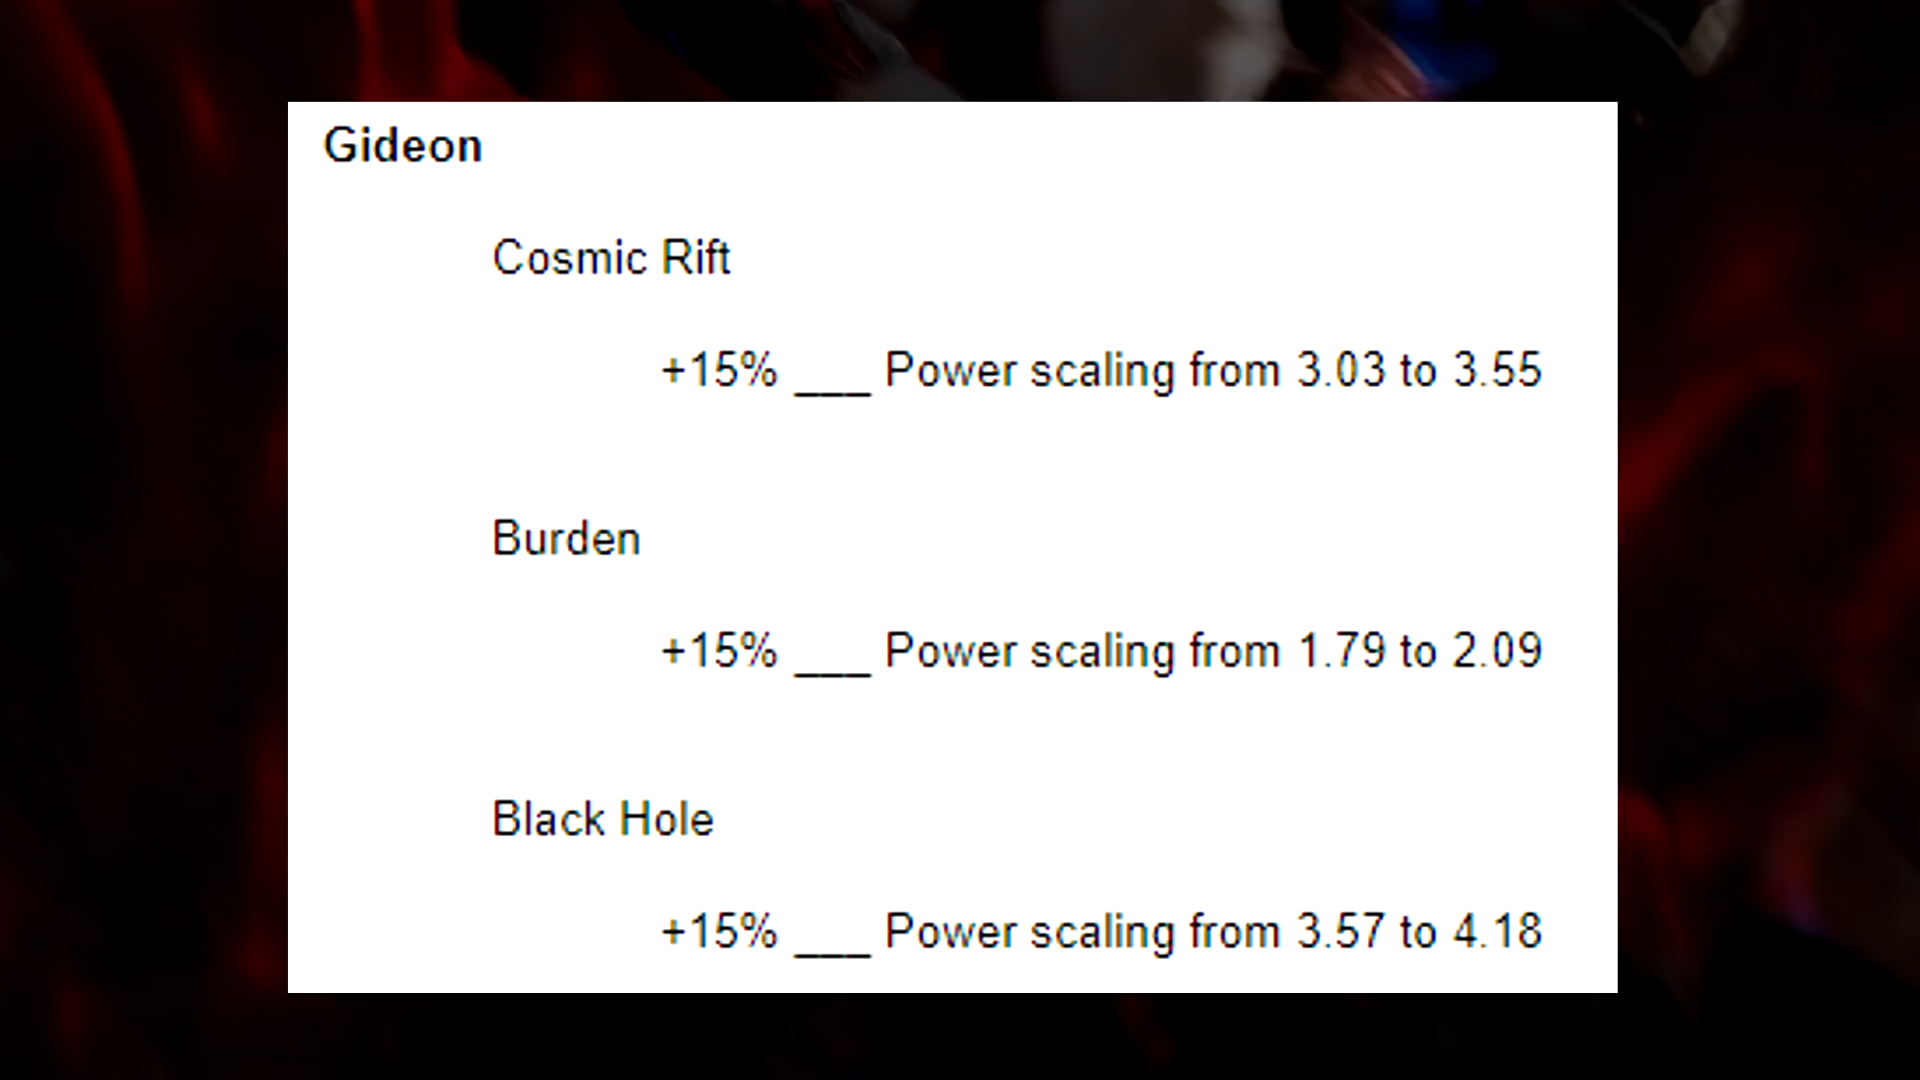 Gideon
Cosmic Rift
+15% ___ Power scaling from 3.03 to 3.55
Burden
+15% ___ Power scaling from 1.79 to 2.09
Black Hole
+15% ___ Power scaling from 3.57 to 4.18